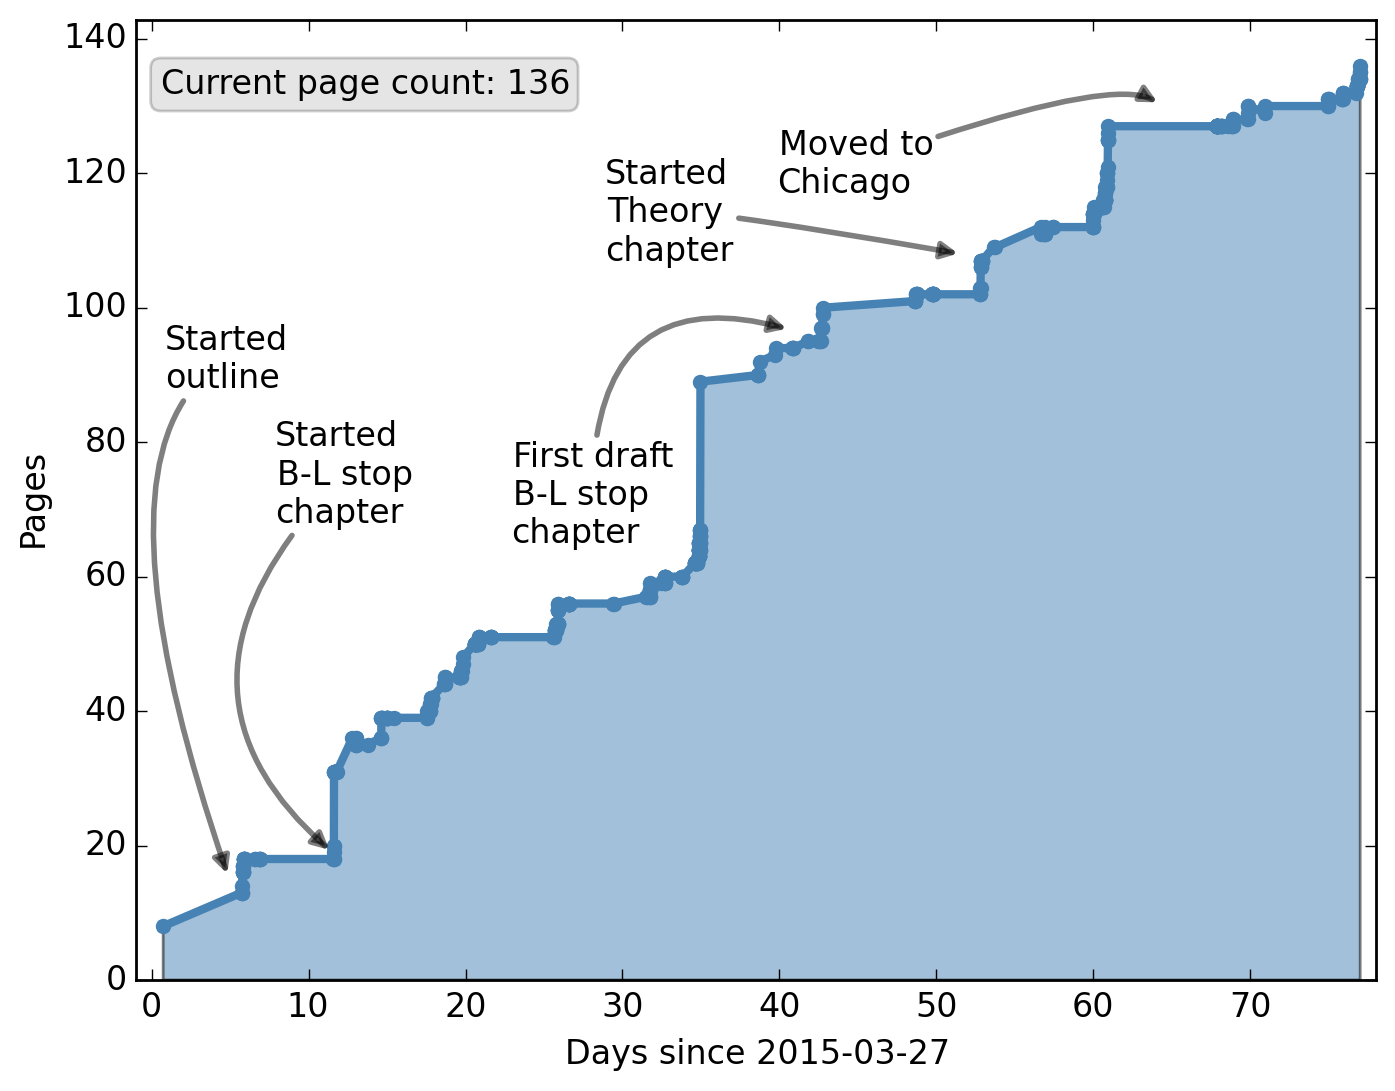 Current page count: 136
Moved to
Chicago
Started
Theory
chapter
Started
outline
Started
B-L stop
chapter
First draft
B-L stop
chapter
Pages
140
120
100
80
60
40
20
0
0 10 20 30 40 50 60 70
Days since 2015-03-27